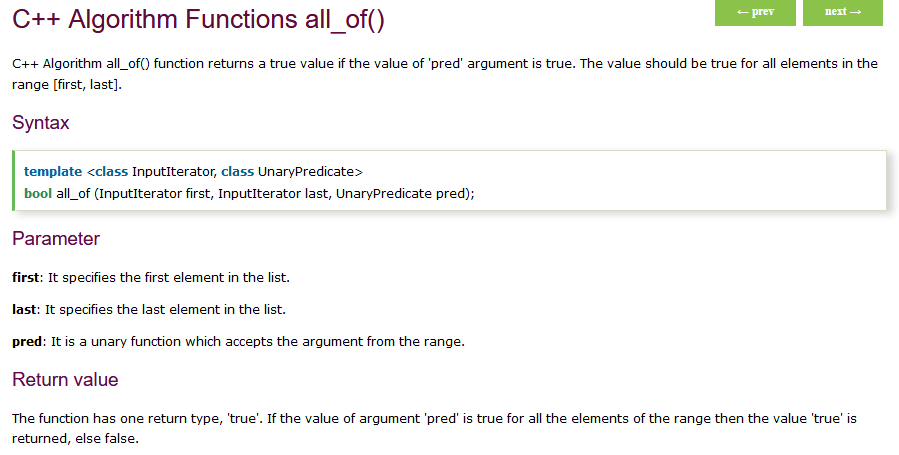 C++ Algorithm Functions all_of()
← prev
next →
C++ Algorithm all_of() function returns a true value if the value of 'pred' argument is true. The value should be true for all elements in the
range [first, last].
Syntax
template <class InputIterator, class UnaryPredicate>
bool all_of (InputIterator first, InputIterator last, UnaryPredicate pred);
Parameter
first: It specifies the first element in the list.
last: It specifies the last element in the list.
pred: It is a unary function which accepts the argument from the range.
Return value
The function has one return type, 'true'. If the value of argument 'pred' is true for all the elements of the range then the value 'true' is
returned, else false.